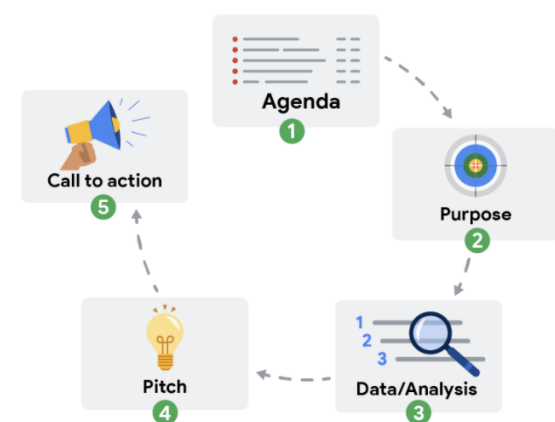 Agenda
1
Purpose
2
1
2
3
Data/Analysis
3
Pitch
4
Call to action
5